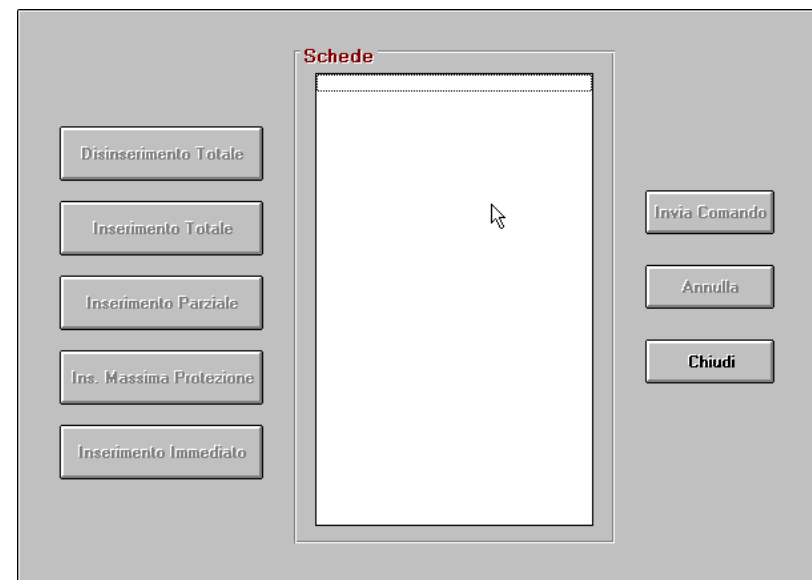 Schede
Disinserimento Totale
Inserimento Totale
Inserimento Parziale
Ins. Massima Protezione
Inserimento Immediato
Invia Comando
Annulla
Chiudi